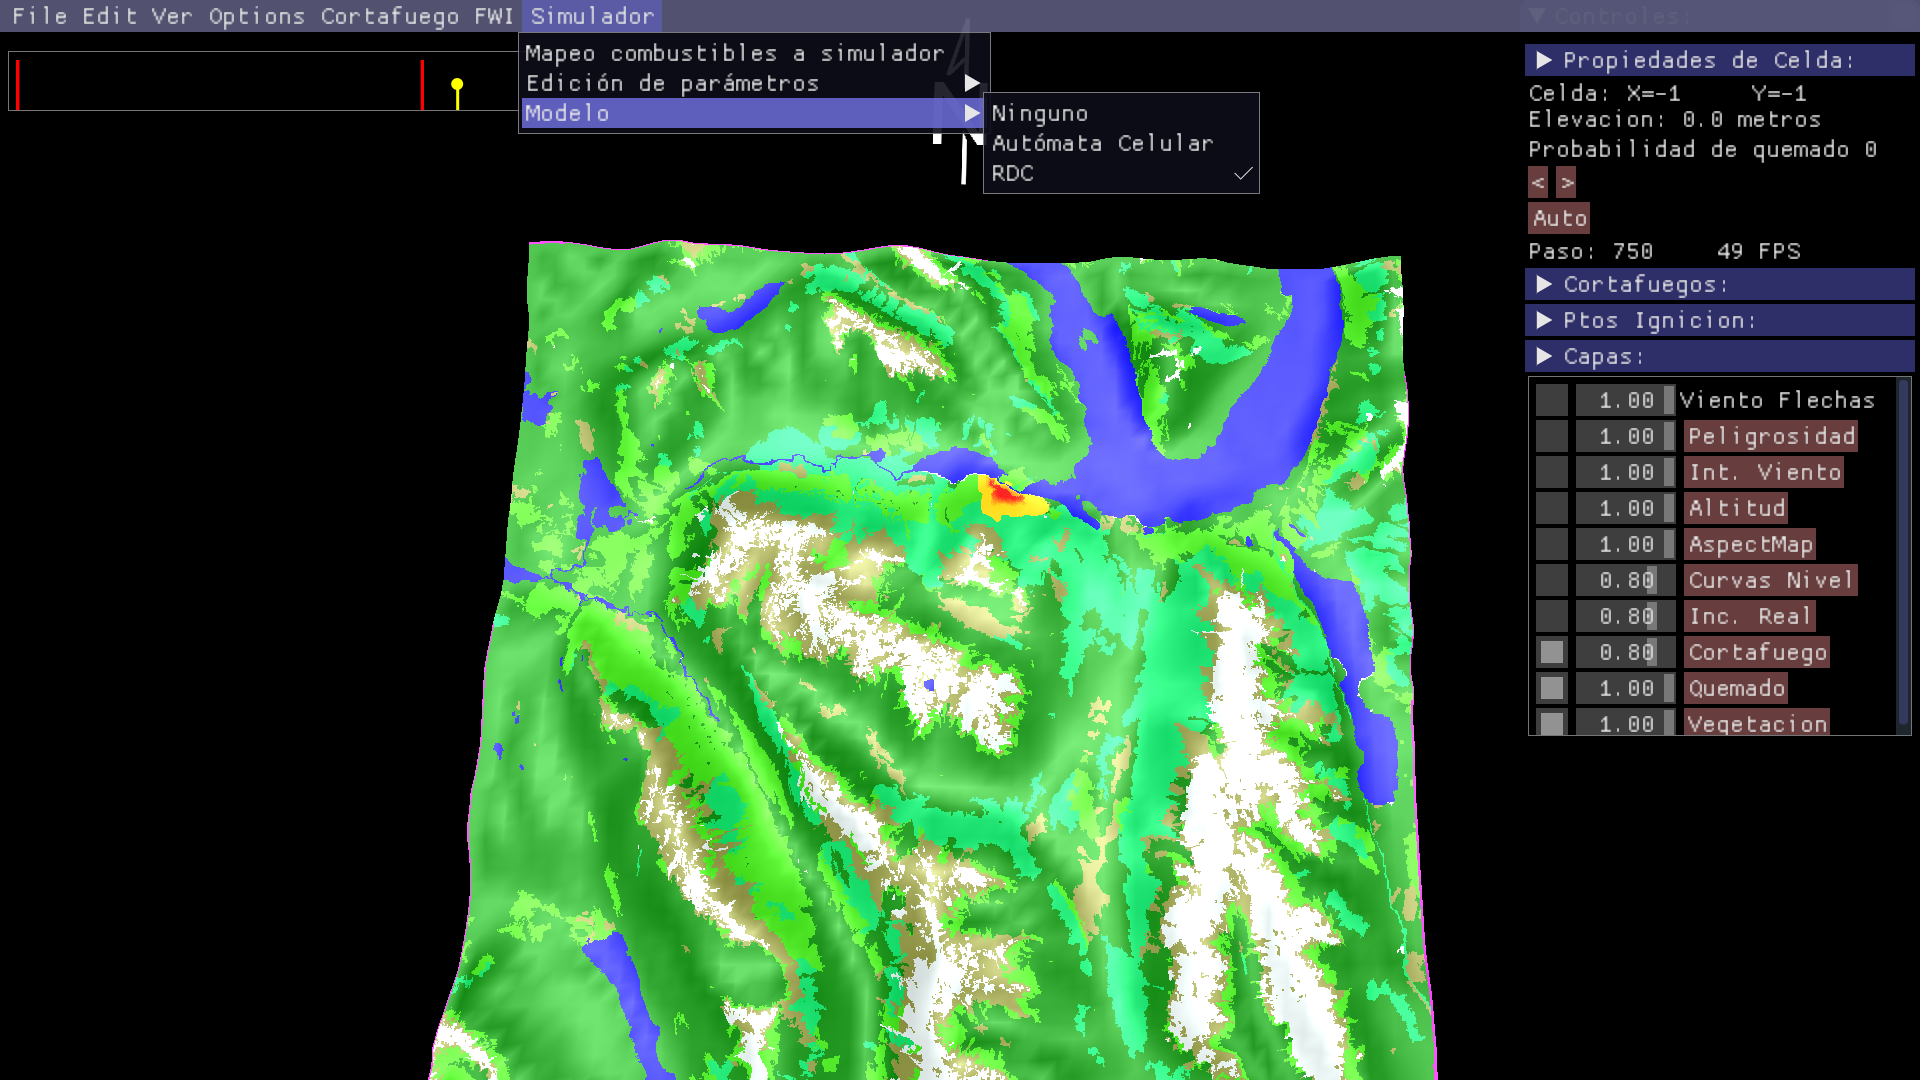 File Edit Ver Options Cortafuego FWI Simulador
Controles:
Mapeo combustibles a simulador
Edición de parámetros
Modelo
Ninguno
Autómata Celular
RDC
N
Propiedades de Celda:
Celda: X=-1 Y=-1
Elevacion: 0.0 metros
Probabilidad de quemado 0
< >
Auto
Paso: 750 49 FPS
Cortafuegos:
Ptos Ignicion:
Capas:
1.00 Viento Flechas
1.00 Peligrosidad
1.00 Int. Viento
1.00 Altitud
1.00 AspectMap
0.80 Curvas Nivel
0.80 Inc. Real
0.80 Cortafuego
1.00 Quemado
1.00 Vegetacion